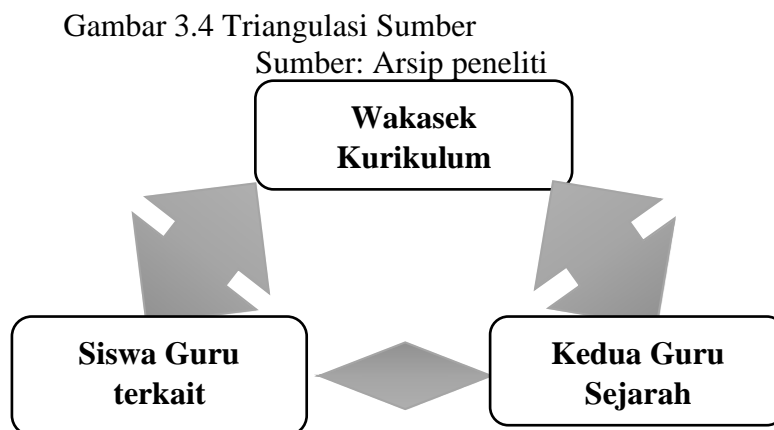 Gambar 3.4 Triangulasi Sumber
Sumber: Arsip peneliti
Wakasek
Kurikulum
Siswa Guru
terkait
Kedua Guru
Sejarah